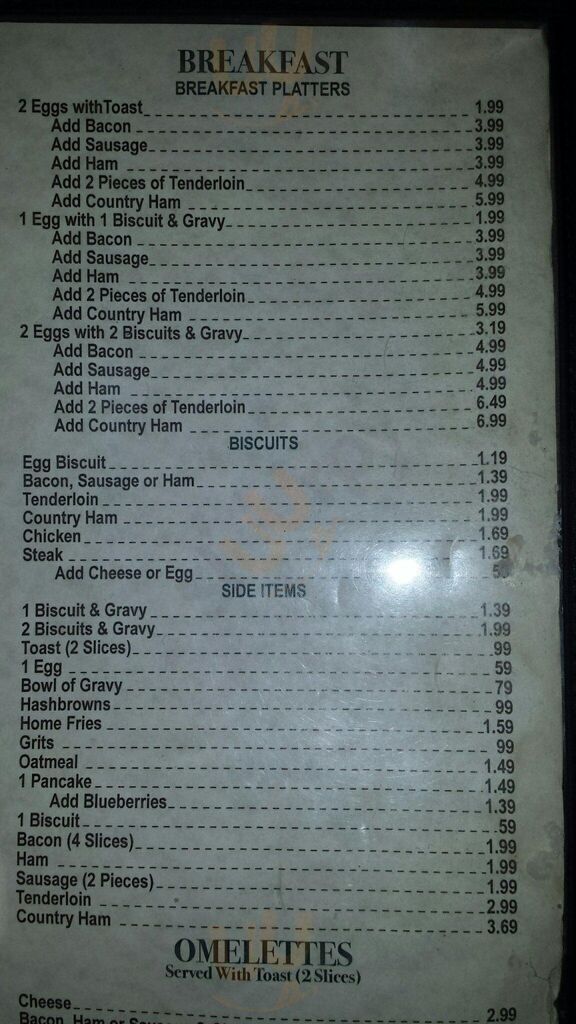 BREAKFAST
BREAKFAST PLATTERS
2 Eggs withToast 1.99
Add Bacon 3.99
Add Sausage 3.99
Add Ham 3.99
Add 2 Pieces of Tenderloin 4.99
Add Country Ham 5.99
1 Egg with 1 Biscuit & Gravy 1.99
Add Bacon 3.99
Add Sausage 3.99
Add Ham 3.99
Add 2 Pieces of Tenderloin 4.99
Add Country Ham 5.99
2 Eggs with 2 Biscuits & Gravy 3.19
Add Bacon 4.99
Add Sausage 4.99
Add Ham 4.99
Add 2 Pieces of Tenderloin 6.49
Add Country Ham 6.99
BISCUITS
Egg Biscuit 1.19
Bacon, Sausage or Ham 1.39
Tenderloin 1.99
Country Ham 1.99
Chicken 1.69
Steak 1.69
Add Cheese or Egg
SIDE ITEMS
1 Biscuit & Gravy 1.39
2 Biscuits & Gravy 1.99
Toast (2 Slices) 99
1 Egg 59
Bowl of Gravy 79
Hashbrowns 99
Home Fries 1.59
Grits 99
Oatmeal 1.49
1 Pancake 1.49
Add Blueberries 1.39
1 Biscuit 59
Bacon (4 Slices) 1.99
Ham 1.99
Sausage (2 Pieces) 1.99
Tenderloin 2.99
Country Ham 3.69
OMELETTES
Served With Toast (2 Slices)
Cheese 2.99
Bacon, Ham or